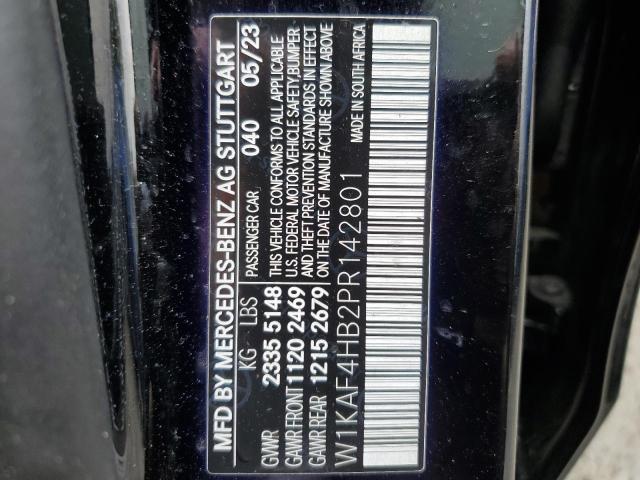 MFD BY MERCEDES-BENZ AG STUTTGART
KG LBS PASSENGER CAR 040 05/23
GVWR 2335 5148 THIS VEHICLE CONFORMS TO ALL APPLICABLE
GAWR FRONT 1120 2469 U.S. FEDERAL MOTOR VEHICLE SAFETY, BUMPER
GAWR REAR 1215 2679 AND THEFT PREVENTION STANDARDS IN EFFECT
ON THE DATE OF MANUFACTURE SHOWN ABOVE
W1KAF4HB2PR142801
MADE IN SOUTH AFRICA